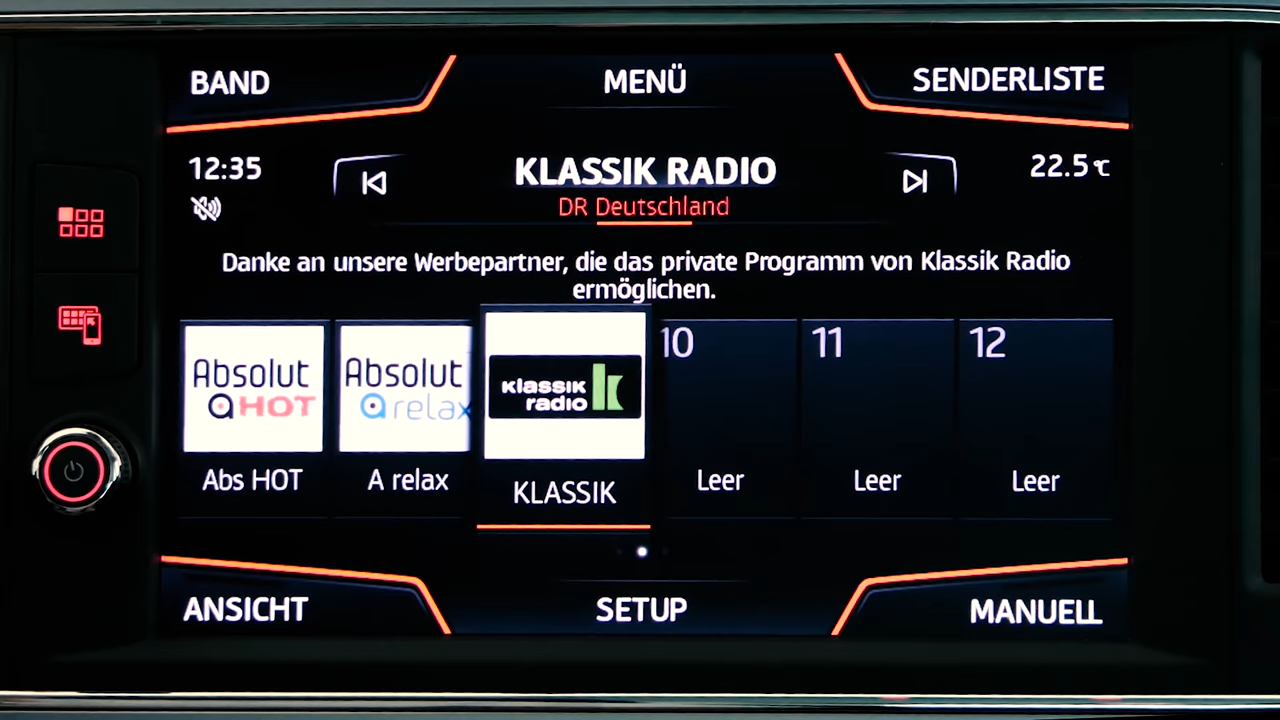 BAND
MENÜ
SENDERLISTE
12:35
KLASSIK RADIO
22.5 °C
DR Deutschland
Danke an unsere Werbepartner, die das private Programm von Klassik Radio
ermöglichen.
Absolut
HOT
Abs HOT
Absolut
relax
A relax
klassik
radio
KLASSIK
10
Leer
11
Leer
12
Leer
ANSICHT
SETUP
MANUELL